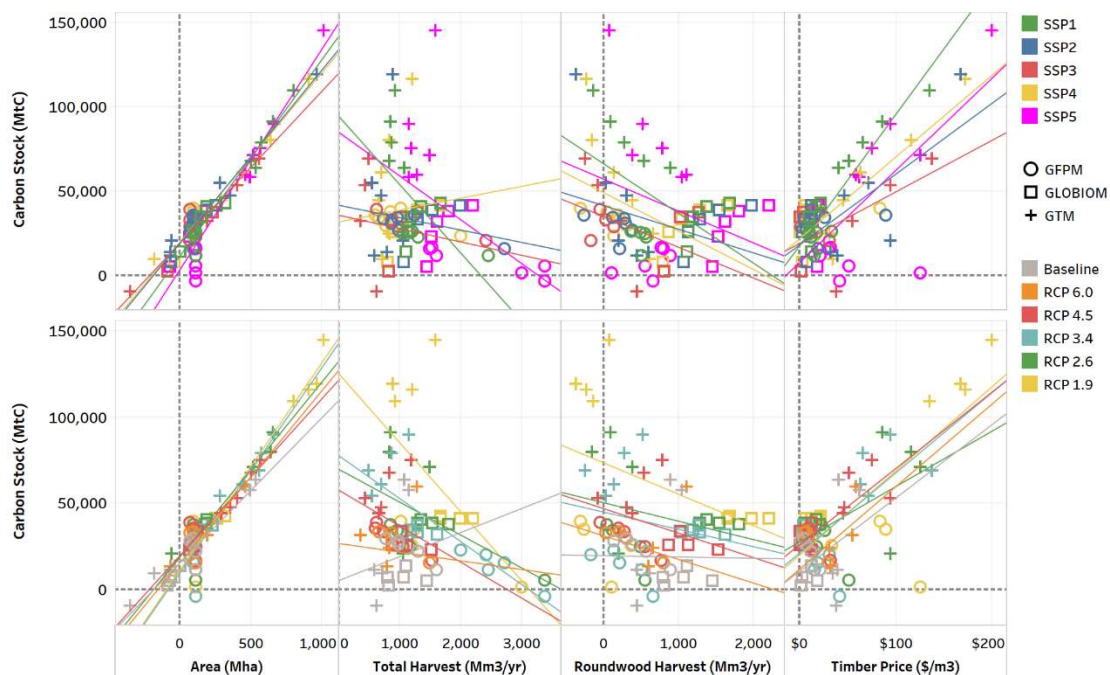 150,000
100,000
50,000
0
Carbon Stock (MtC)
SSP1
SSP2
SSP3
SSP4
SSP5
GFPM
GLOBIOM
GTM
Baseline
RCP 6.0
RCP 4.5
RCP 3.4
RCP 2.6
RCP 1.9
150,000
100,000
50,000
0
Carbon Stock (MtC)
0 500 1,000
1,000 2,000 3,000
0 1,000 2,000
$0 $100 $200
Area (Mha)
Total Harvest (Mm3/yr)
Roundwood Harvest (Mm3/yr)
Timber Price ($/m3)